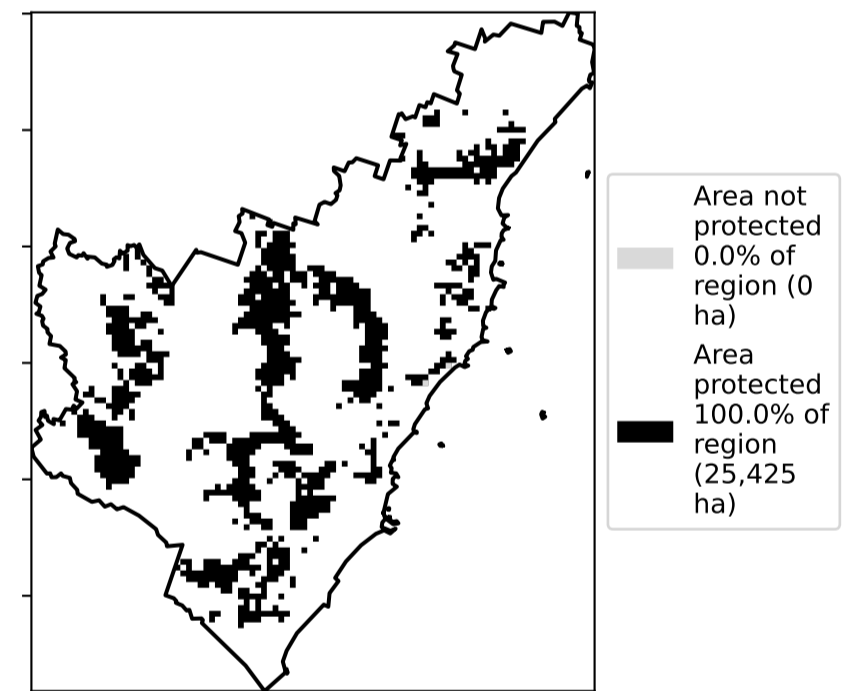 Area not
protected
0.0% of
region (0
ha)
Area
protected
100.0% of
region
(25,425
ha)